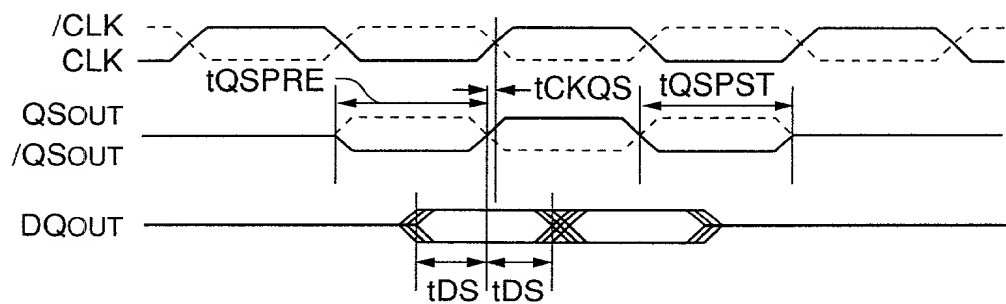 /CLK
CLK
tQSPRE
tCKQS
tQSPST
QSOUT
/QSOUT
DQOUT
tDS
tDS